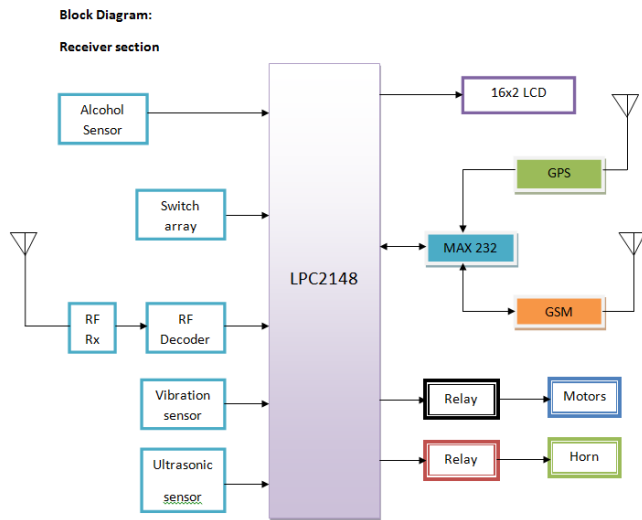 Block Diagram:
Receiver section
Alcohol
Sensor
16x2 LCD
GPS
Switch
array
MAX 232
LPC2148
RF
Rx
RF
Decoder
GSM
Vibration
sensor
Relay
Motors
Ultrasonic
sensor
Relay
Horn